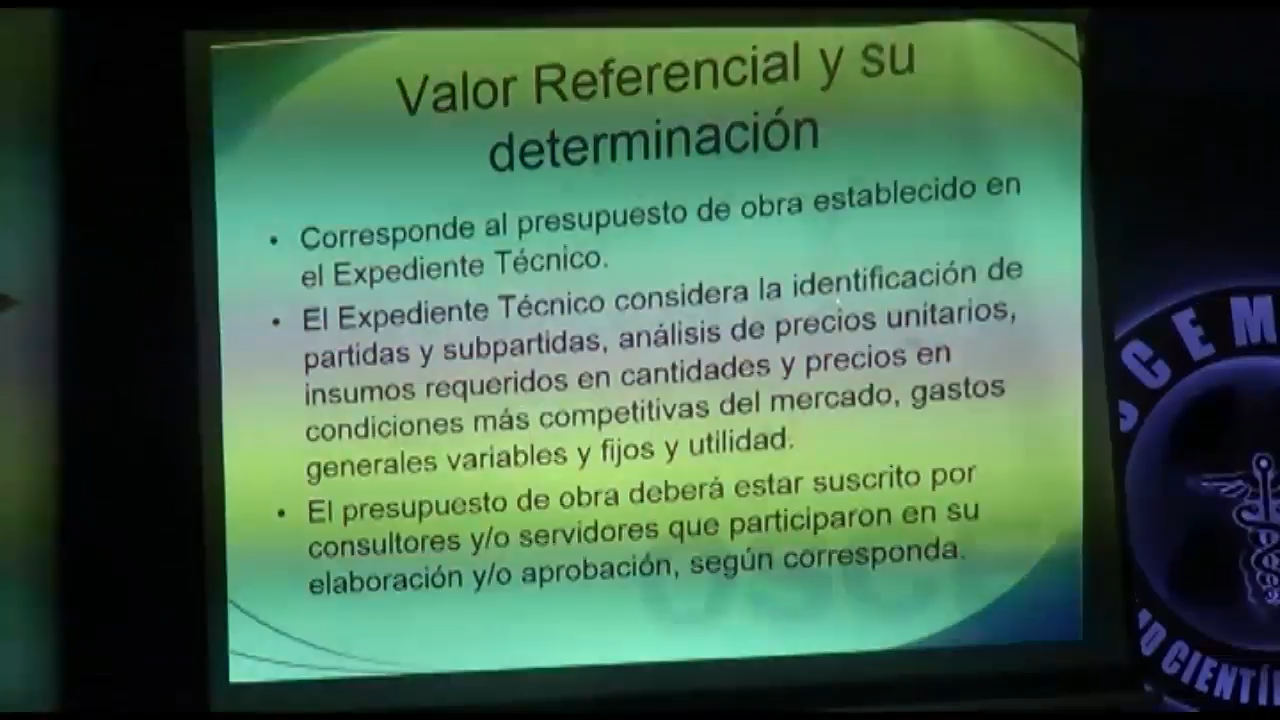 Valor Referencial y su
determinación
• Corresponde al presupuesto de obra establecido en
el Expediente Técnico.
• El Expediente Técnico considera la identificación de
partidas y subpartidas, análisis de precios unitarios,
insumos requeridos en cantidades y precios en
condiciones más competitivas del mercado, gastos
generales variables y fijos y utilidad.
• El presupuesto de obra deberá estar suscrito por
consultores y/o servidores que participaron en su
elaboración y/o aprobación, según corresponda.
SCEM
CIENTÍ